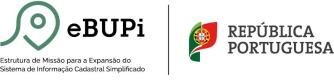 eBUPi
Estrutura de Missão para a Expansão do
Sistema de Informação Cadastral Simplificado
REPÚBLICA
PORTUGUESA